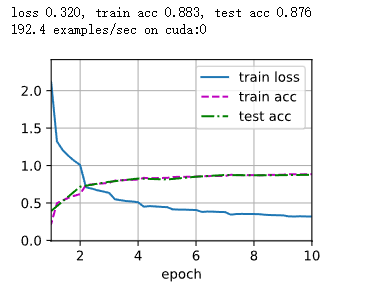 loss 0.320, train acc 0.883, test acc 0.876
192.4 examples/sec on cuda:0
train loss
train acc
test acc
2.0
1.5
1.0
0.5
0.0
2 4 6 8 10
epoch